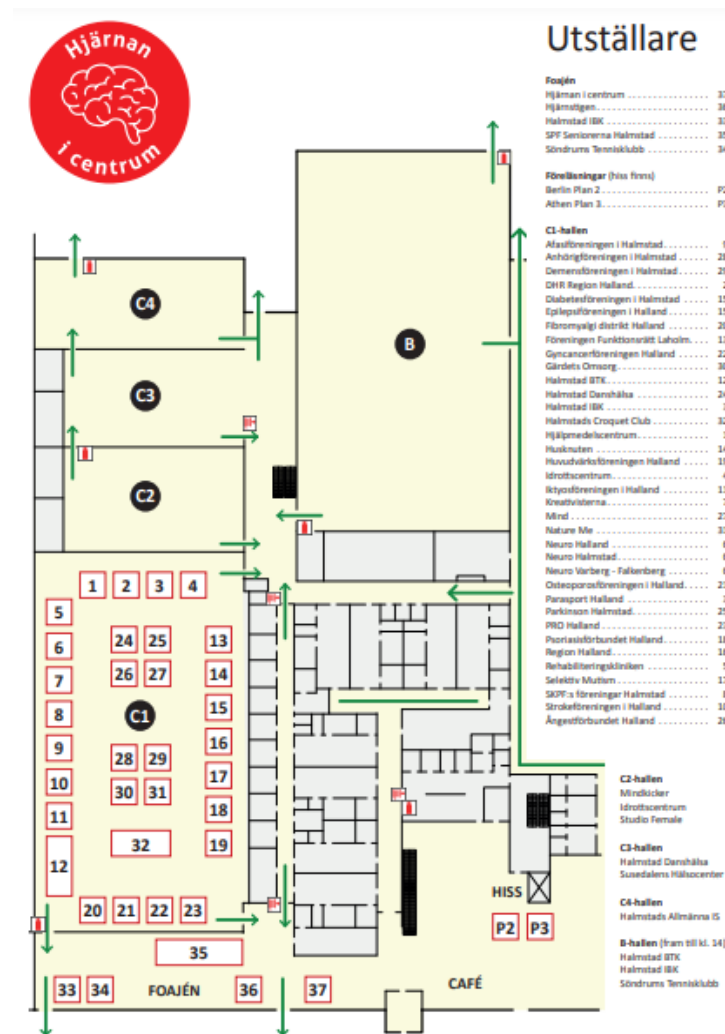 Hjärnan
i centrum
Utställare
Foajén
Hjärnan i centrum
Hjärnstigen
Halmstad IBK
SPF Seniorerna Halmstad
Söndrums Tennisklubb
Föreläsningar (hiss finns)
Berlin Plan 2
Athen Plan 3
C1-hallen
Afasiföreningen i Halmstad
Anhörigföreningen i Halmstad
Demensföreningen i Halmstad
DHR Region Halland
Diabetesföreningen i Halmstad
Epilepsiföreningen i Halland
Fibromyalgi distrikt Halland
Föreningen Funktionsrätt Laholm
Gyncancerföreningen Halland
Gärdets Omsorg
Halmstad BTK
Halmstad Danshälsa
Halmstad IBK
Halmstads Croquet Club
Hjälpmedelscentrum
Husknuten
Huvudvärksföreningen Halland
Idrottscentrum
Iktyosföreningen i Halland
Kreativisterna
Mind
Nature Me
Neuro Halland
Neuro Halmstad
Neuro Varberg - Falkenberg
Osteoporosföreningen i Halland
Parasport Halland
Parkinson Halmstad
PRO Halland
Psoriasisförbundet Halland
Region Halland
Rehabiliteringskliniken
Selektiv Mutism
SKPF:s föreningar Halmstad
Strokeföreningen i Halland
Ångestförbundet Halland
C2-hallen
Mindkicker
Idrottscentrum
Studio Female
C3-hallen
Halmstad Danshälsa
Susedalens Hälsocenter
C4-hallen
Halmstads Allmänna IS
B-hallen (fram till kl. 14)
Halmstad BTK
Halmstad IBK
Söndrums Tennisklubb
C4
B
C3
C2
1 2 3 4
5
24 25 13
6
26 27 14
7
15
8 C1
16
9 28 29
17
10 30 31
18
11
32 19
12
20 21 22 23
35
33 34 FOAJÉN 36 37
CAFÉ
HISS
P2 P3